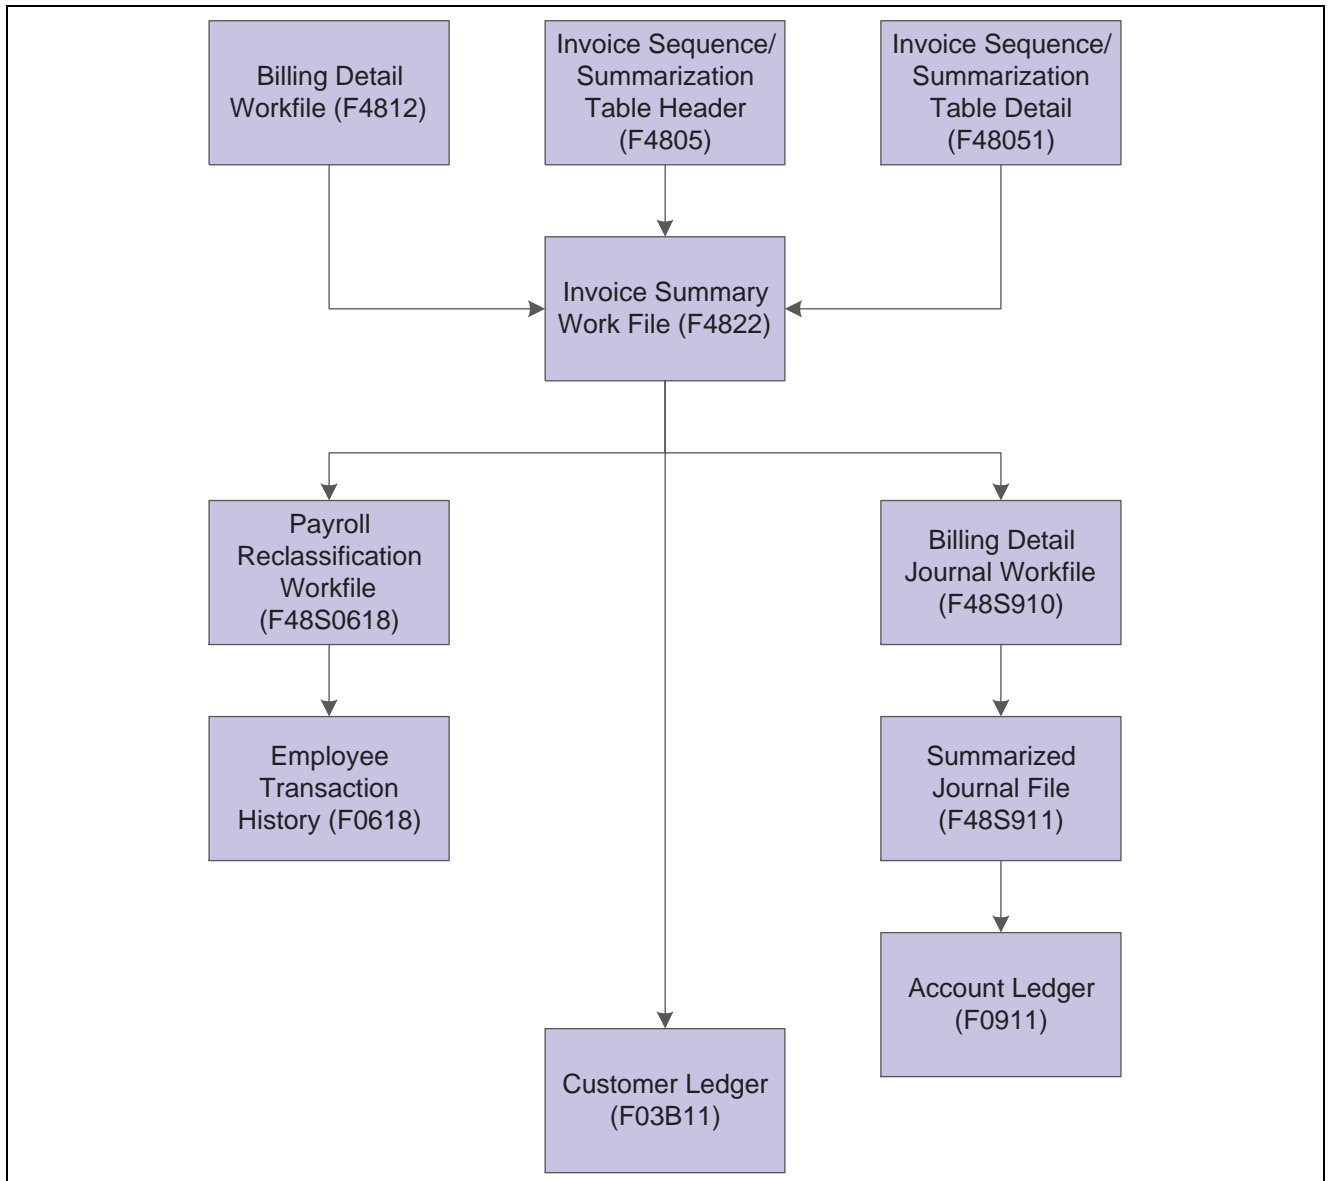 Billing Detail
Workfile (F4812)
Invoice Sequence/
Summarization
Table Header
(F4805)
Invoice Sequence/
Summarization
Table Detail
(F48051)
Invoice Summary
Work File (F4822)
Payroll
Reclassification
Workfile
(F48S0618)
Billing Detail
Journal Workfile
(F48S910)
Employee
Transaction
History (F0618)
Summarized
Journal File
(F48S911)
Account Ledger
(F0911)
Customer Ledger
(F03B11)